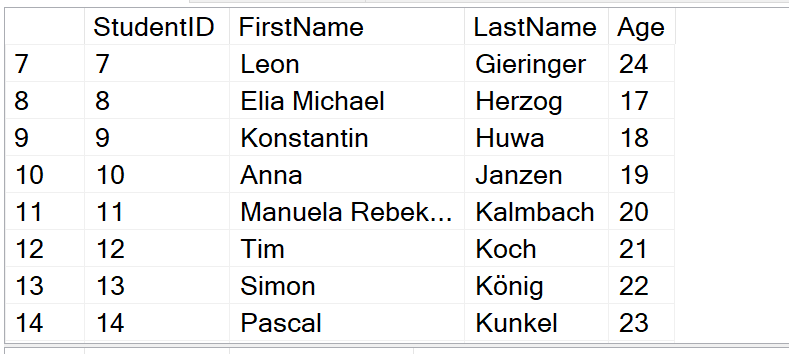 StudentID FirstName LastName Age
7 7 Leon Gieringer 24
8 8 Elia Michael Herzog 17
9 9 Konstantin Huwa 18
10 10 Anna Janzen 19
11 11 Manuela Rebek... Kalmbach 20
12 12 Tim Koch 21
13 13 Simon König 22
14 14 Pascal Kunkel 23